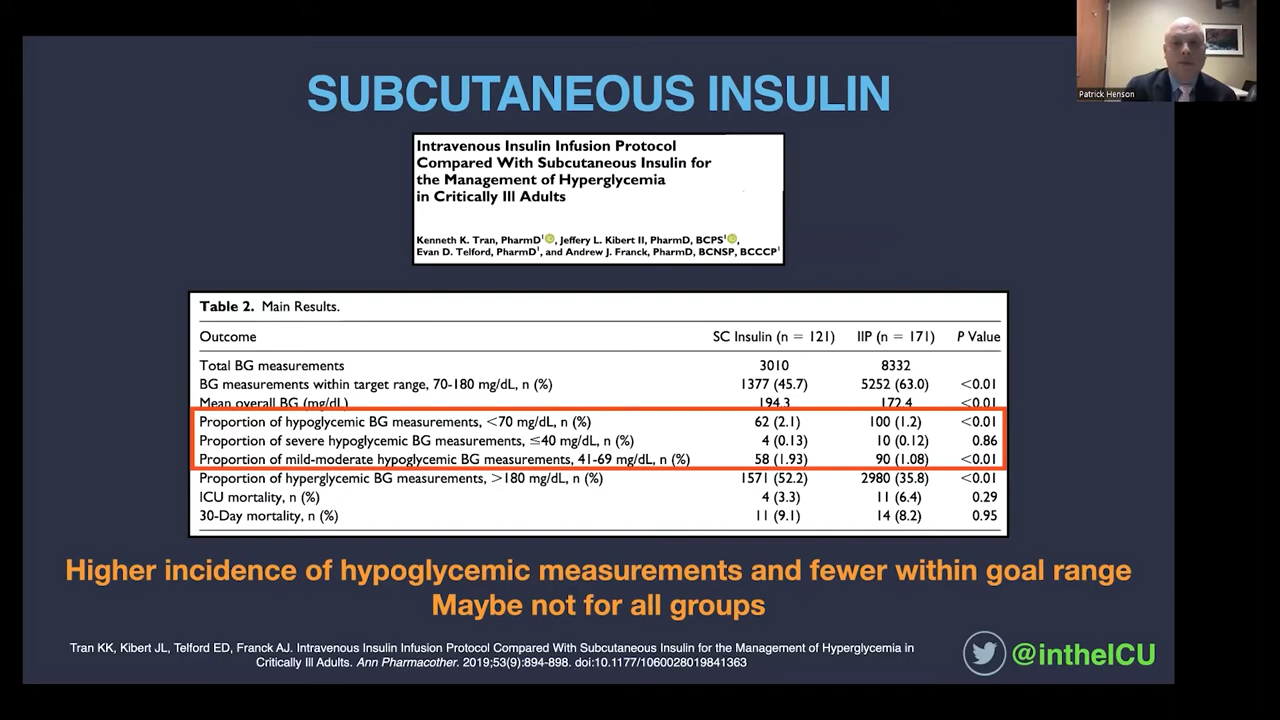 Patrick Henson
SUBCUTANEOUS INSULIN
Intravenous Insulin Infusion Protocol
Compared With Subcutaneous Insulin for
the Management of Hyperglycemia
in Critically Ill Adults
Kenneth K. Tran, PharmD¹, Jeffery L. Kibert II, PharmD, BCPS¹,
Evan D. Telford, PharmD¹, and Andrew J. Franck, PharmD, BCNSP, BCCCP¹
Table 2. Main Results.
Outcome SC Insulin (n = 121) IIP (n = 171) P Value
Total BG measurements 3010 8332
BG measurements within target range, 70-180 mg/dL, n (%) 1377 (45.7) 5252 (63.0) <0.01
Mean overall BG (mg/dL) 194.3 172.4 <0.01
Proportion of hypoglycemic BG measurements, <70 mg/dL, n (%) 62 (2.1) 100 (1.2) <0.01
Proportion of severe hypoglycemic BG measurements, ≤40 mg/dL, n (%) 4 (0.13) 10 (0.12) 0.86
Proportion of mild-moderate hypoglycemic BG measurements, 41-69 mg/dL, n (%) 58 (1.93) 90 (1.08) <0.01
Proportion of hyperglycemic BG measurements, >180 mg/dL, n (%) 1571 (52.2) 2980 (35.8) <0.01
ICU mortality, n (%) 4 (3.3) 11 (6.4) 0.29
30-Day mortality, n (%) 11 (9.1) 14 (8.2) 0.95
Higher incidence of hypoglycemic measurements and fewer within goal range
Maybe not for all groups
Tran KK, Kibert JL, Telford ED, Franck AJ. Intravenous Insulin Infusion Protocol Compared With Subcutaneous Insulin for the Management of Hyperglycemia in
Critically Ill Adults. Ann Pharmacother. 2019;53(9):894-898. doi:10.1177/1060028019841363
@intheICU